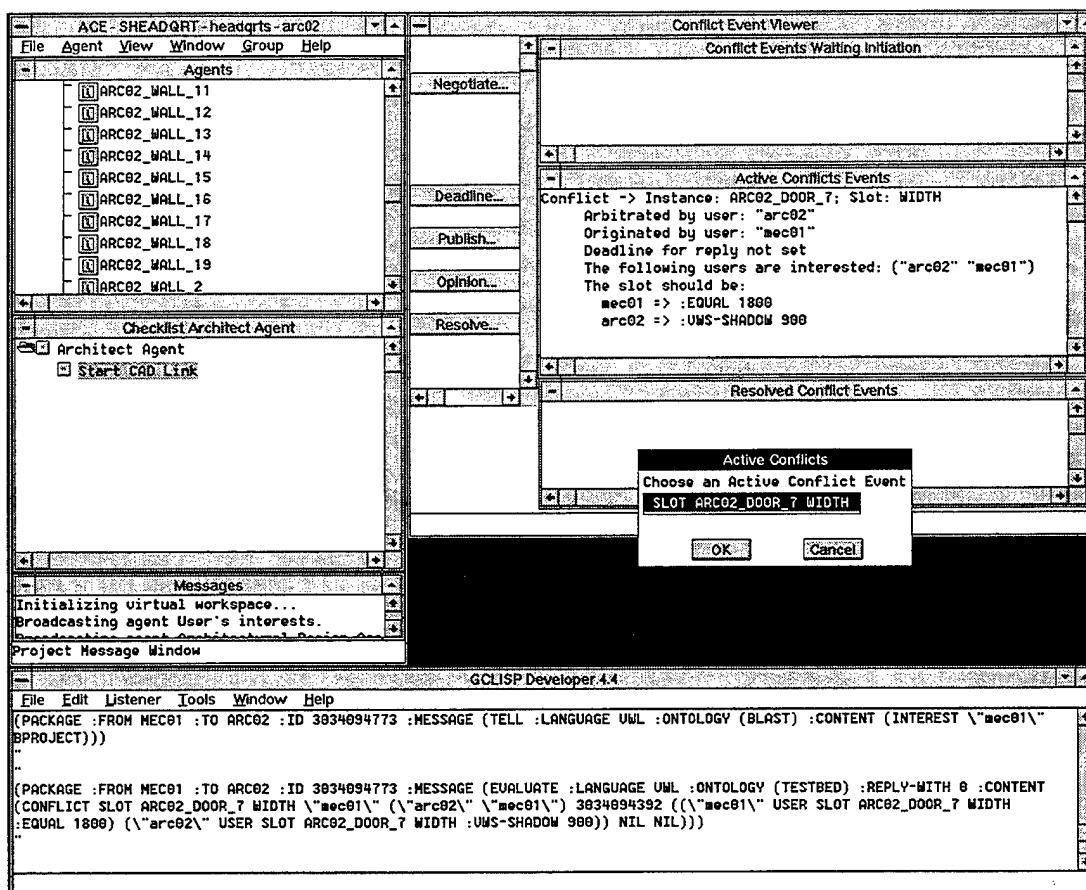 ACE - SHEADQRT - headqrts - arc02
File Agent View Window Group Help
Agents
ARC02_WALL_11
ARC02_WALL_12
ARC02_WALL_13
ARC02_WALL_14
ARC02_WALL_15
ARC02_WALL_16
ARC02_WALL_17
ARC02_WALL_18
ARC02_WALL_19
ARC02_WALL_2
Checklist Architect Agent
Architect Agent
Start CAD Link
Messages
Initializing virtual workspace...
Broadcasting agent User's interests.
Project Message Window
Conflict Event Viewer
Negotiate...
Deadline...
Publish...
Opinion...
Resolve...
Conflict Events Waiting Initiation
Active Conflicts Events
Conflict -> Instance: ARC02_DOOR_7; Slot: WIDTH
Arbitrated by user: "arc02"
Originated by user: "mec01"
Deadline for reply not set
The following users are interested: ("arc02" "mec01")
The slot should be:
mec01 => :EQUAL 1800
arc02 => :VWS-SHADOW 900
Resolved Conflict Events
Active Conflicts
Choose an Active Conflict Event
SLOT ARC02_DOOR_7 WIDTH
OK Cancel
GCLISP Developer 4.4
File Edit Listener Tools Window Help
(PACKAGE :FROM MEC01 :TO ARC02 :ID 3034094773 :MESSAGE (TELL :LANGUAGE VWL :ONTOLOGY (BLAST) :CONTENT (INTEREST \"mec01\"
BPROJECT)))
"
"
(PACKAGE :FROM MEC01 :TO ARC02 :ID 3034094773 :MESSAGE (EVALUATE :LANGUAGE VWL :ONTOLOGY (TESTBED) :REPLY-WITH 0 :CONTENT
(CONFLICT SLOT ARC02_DOOR_7 WIDTH \"mec01\" (\"arc02\" \"mec01\") 3034094392 ((\"mec01\" USER SLOT ARC02_DOOR_7 WIDTH
:EQUAL 1800) (\"arc02\" USER SLOT ARC02_DOOR_7 WIDTH :VWS-SHADOW 900)) NIL NIL)))
"